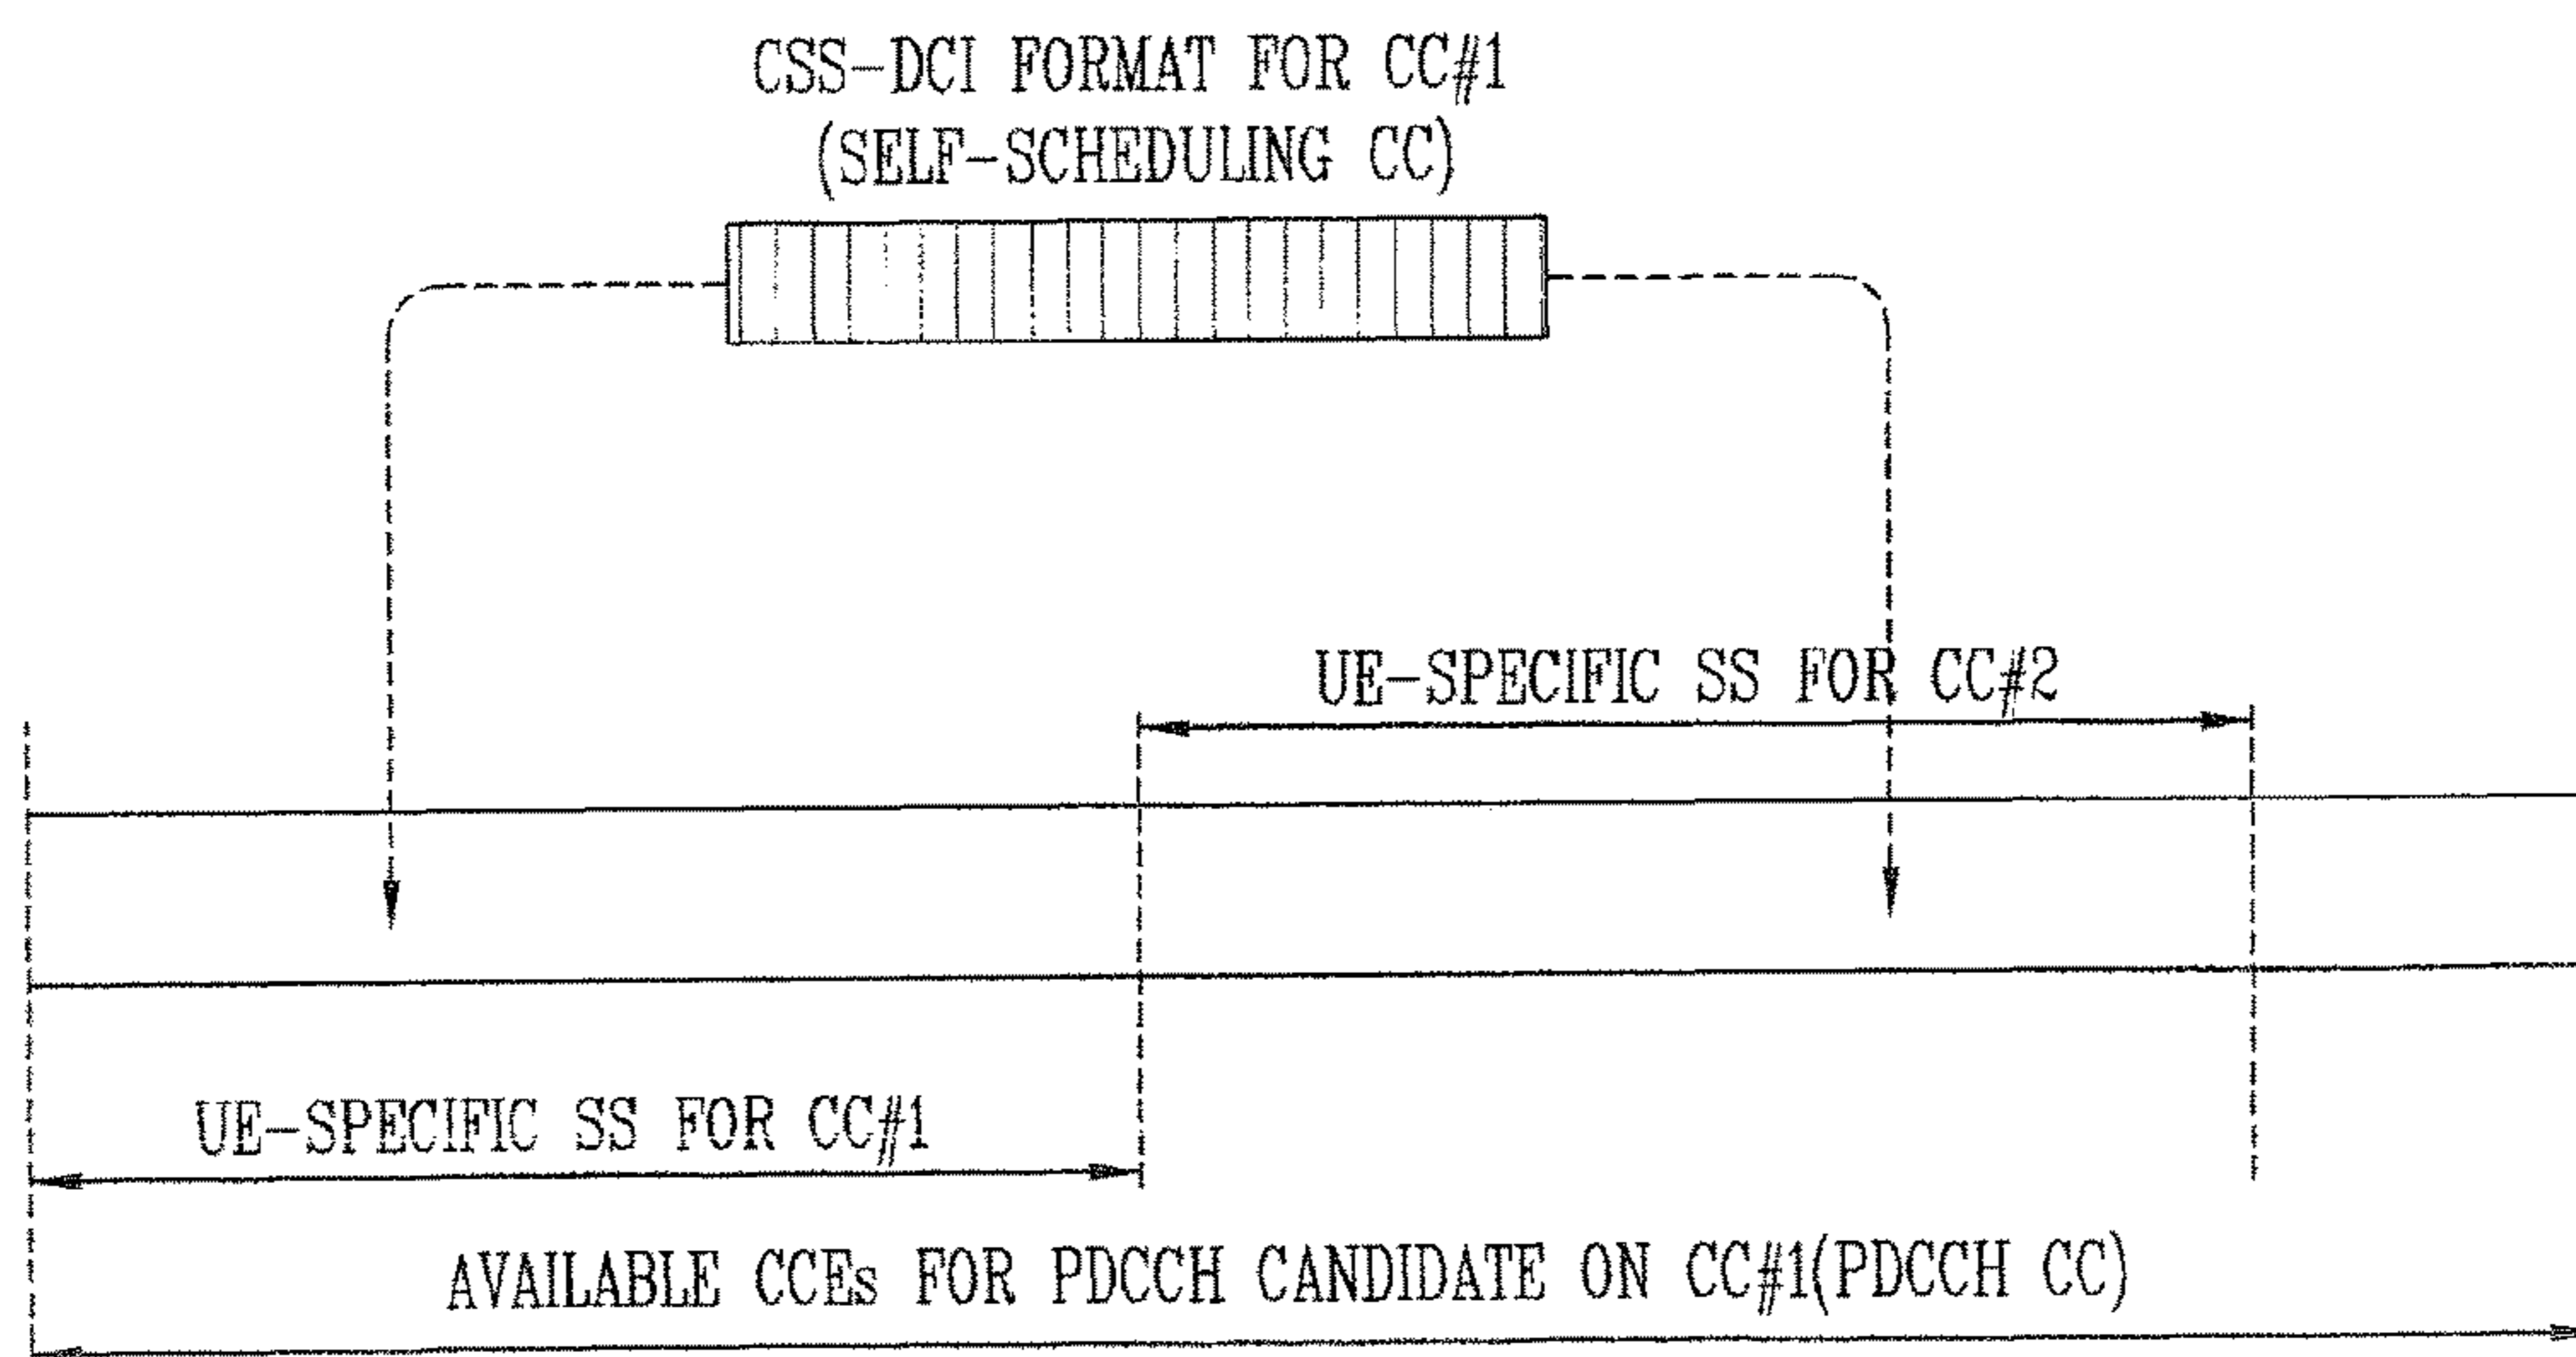 CSS-DCI FORMAT FOR CC#1
(SELF-SCHEDULING CC)
UE-SPECIFIC SS FOR CC#2
UE-SPECIFIC SS FOR CC#1
AVAILABLE CCEs FOR PDCCH CANDIDATE ON CC#1(PDCCH CC)